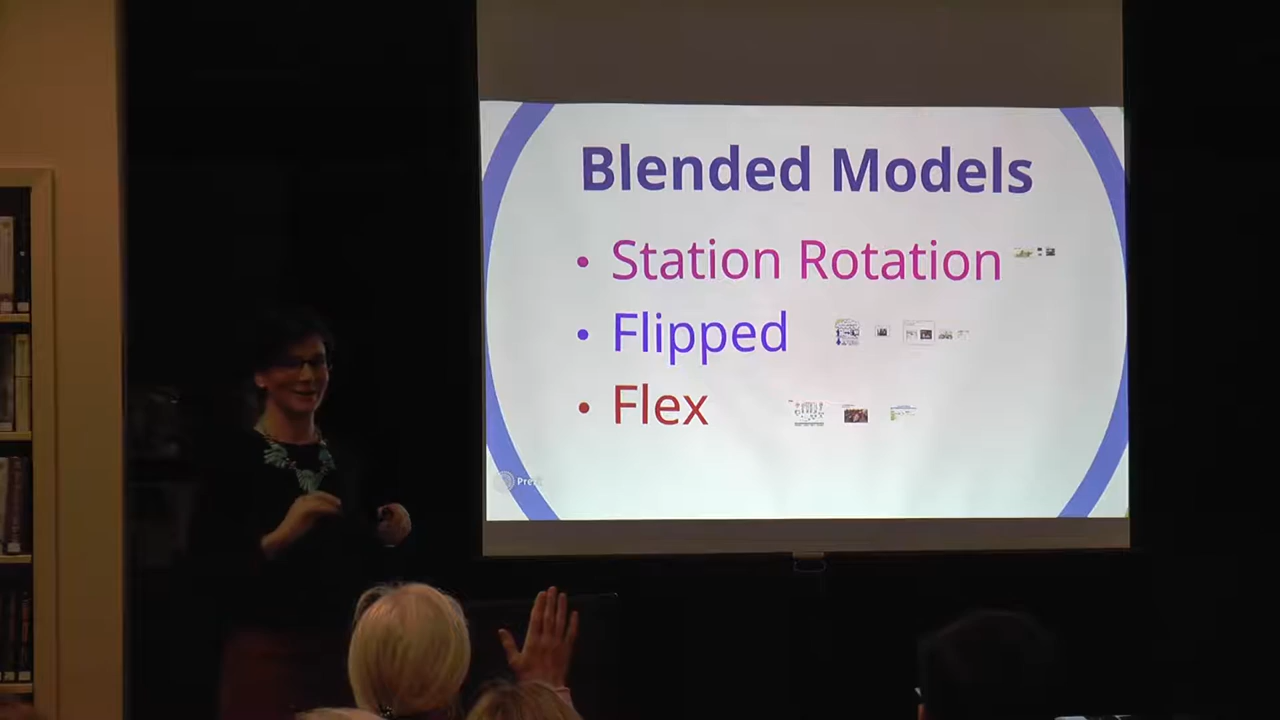 Blended Models
• Station Rotation
• Flipped
• Flex